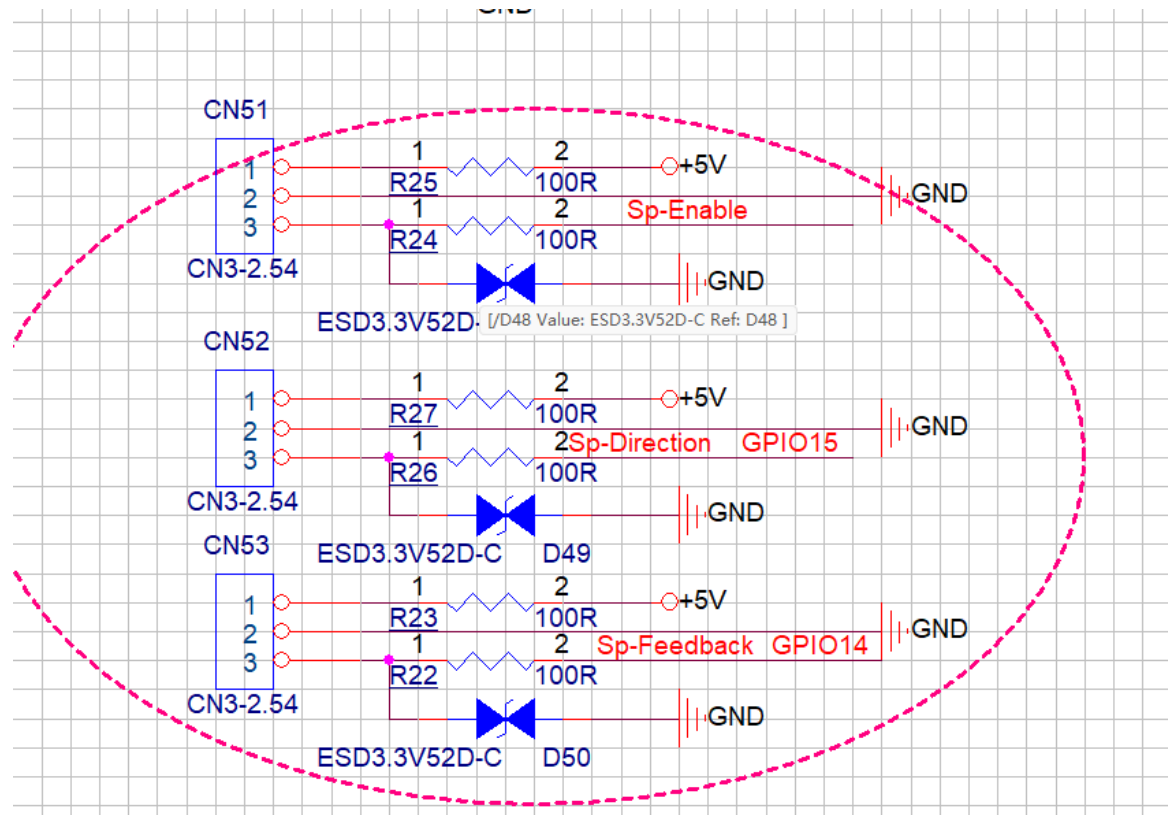 GND
CN51
1 1 2 +5V
R25 100R
2 GND
1 2 Sp-Enable
3
R24 100R
CN3-2.54
GND
ESD3.3V52D-
[/D48 Value: ESD3.3V52D-C Ref: D48 ]
CN52
1 1 2 +5V
R27 100R
2 GND
1 2 Sp-Direction GPIO15
3
R26 100R
CN3-2.54
GND
ESD3.3V52D-C D49
CN53
1 1 2 +5V
R23 100R
2 GND
1 2 Sp-Feedback GPIO14
3
R22 100R
CN3-2.54
GND
ESD3.3V52D-C D50